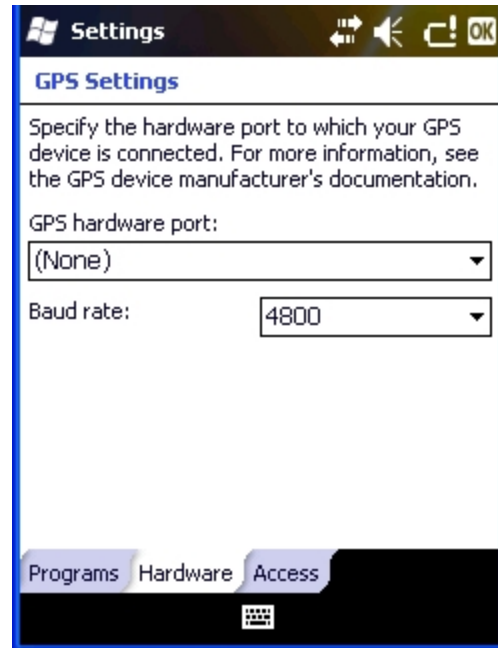 Settings
OK
GPS Settings
Specify the hardware port to which your GPS
device is connected. For more information, see
the GPS device manufacturer's documentation.
GPS hardware port:
(None)
Baud rate:
4800
Programs Hardware Access